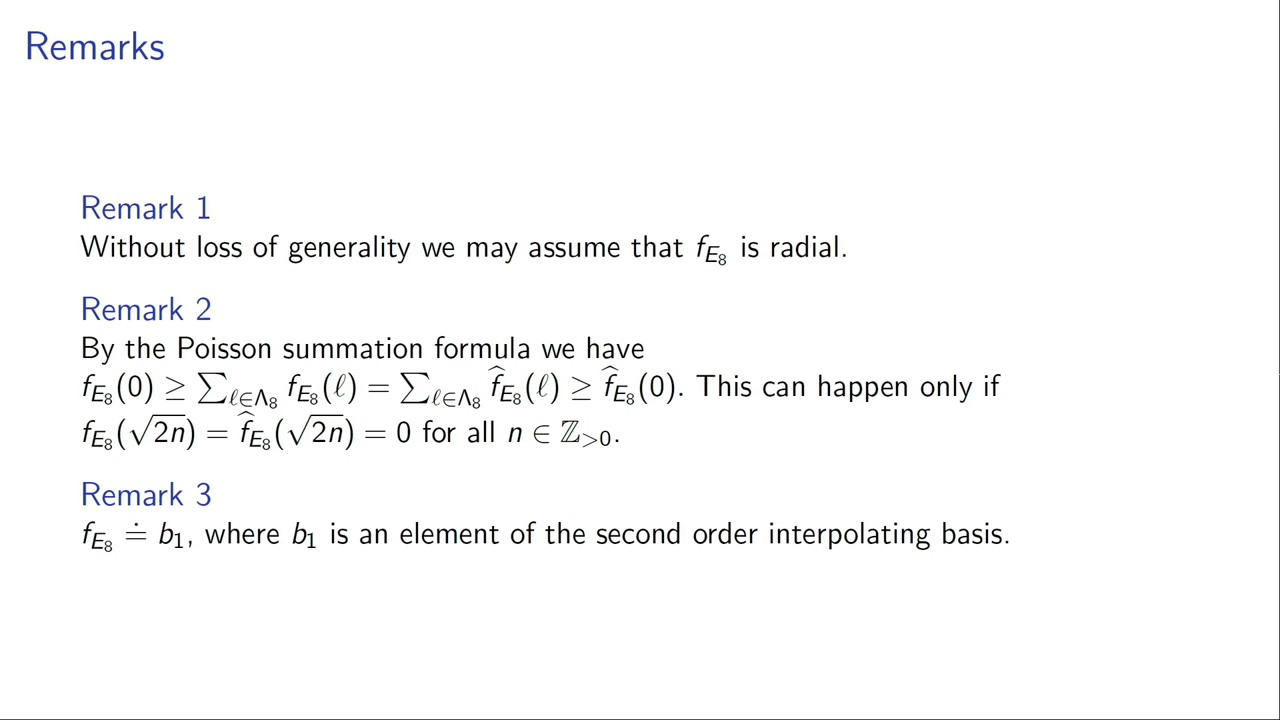 Remarks
Remark 1
Without loss of generality we may assume that f_{E_8} is radial.
Remark 2
By the Poisson summation formula we have
f_{E_8}(0) ≥ ∑_{ℓ∈Λ_8} f_{E_8}(ℓ) = ∑_{ℓ∈Λ_8} \widehat{f}_{E_8}(ℓ) ≥ \widehat{f}_{E_8}(0). This can happen only if
f_{E_8}(√2n) = \widehat{f}_{E_8}(√2n) = 0 for all n ∈ ℤ_{>0}.
Remark 3
f_{E_8} ≐ b_1, where b_1 is an element of the second order interpolating basis.